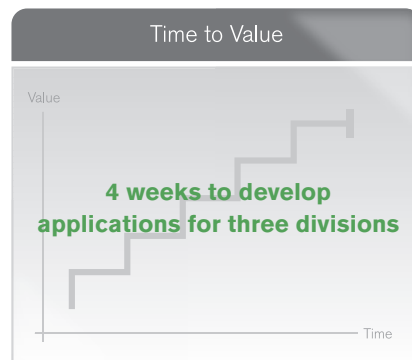 Time to Value
Value
4 weeks to develop
applications for three divisions
Time